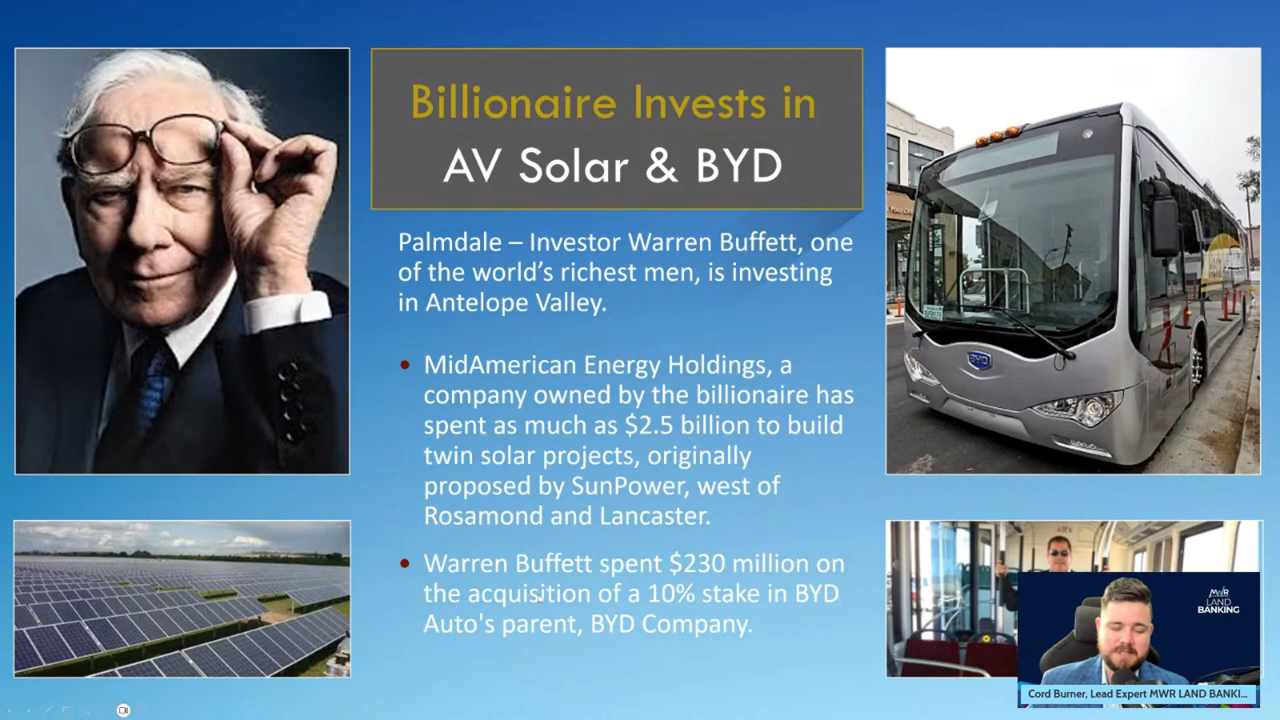 Billionaire Invests in
AV Solar & BYD
Palmdale – Investor Warren Buffett, one
of the world's richest men, is investing
in Antelope Valley.
• MidAmerican Energy Holdings, a
company owned by the billionaire has
spent as much as $2.5 billion to build
twin solar projects, originally
proposed by SunPower, west of
Rosamond and Lancaster.
• Warren Buffett spent $230 million on
the acquisition of a 10% stake in BYD
Auto's parent, BYD Company.
BYD
MWR
LAND
BANKING
Cord Burner, Lead Expert MWR LAND BANKI...